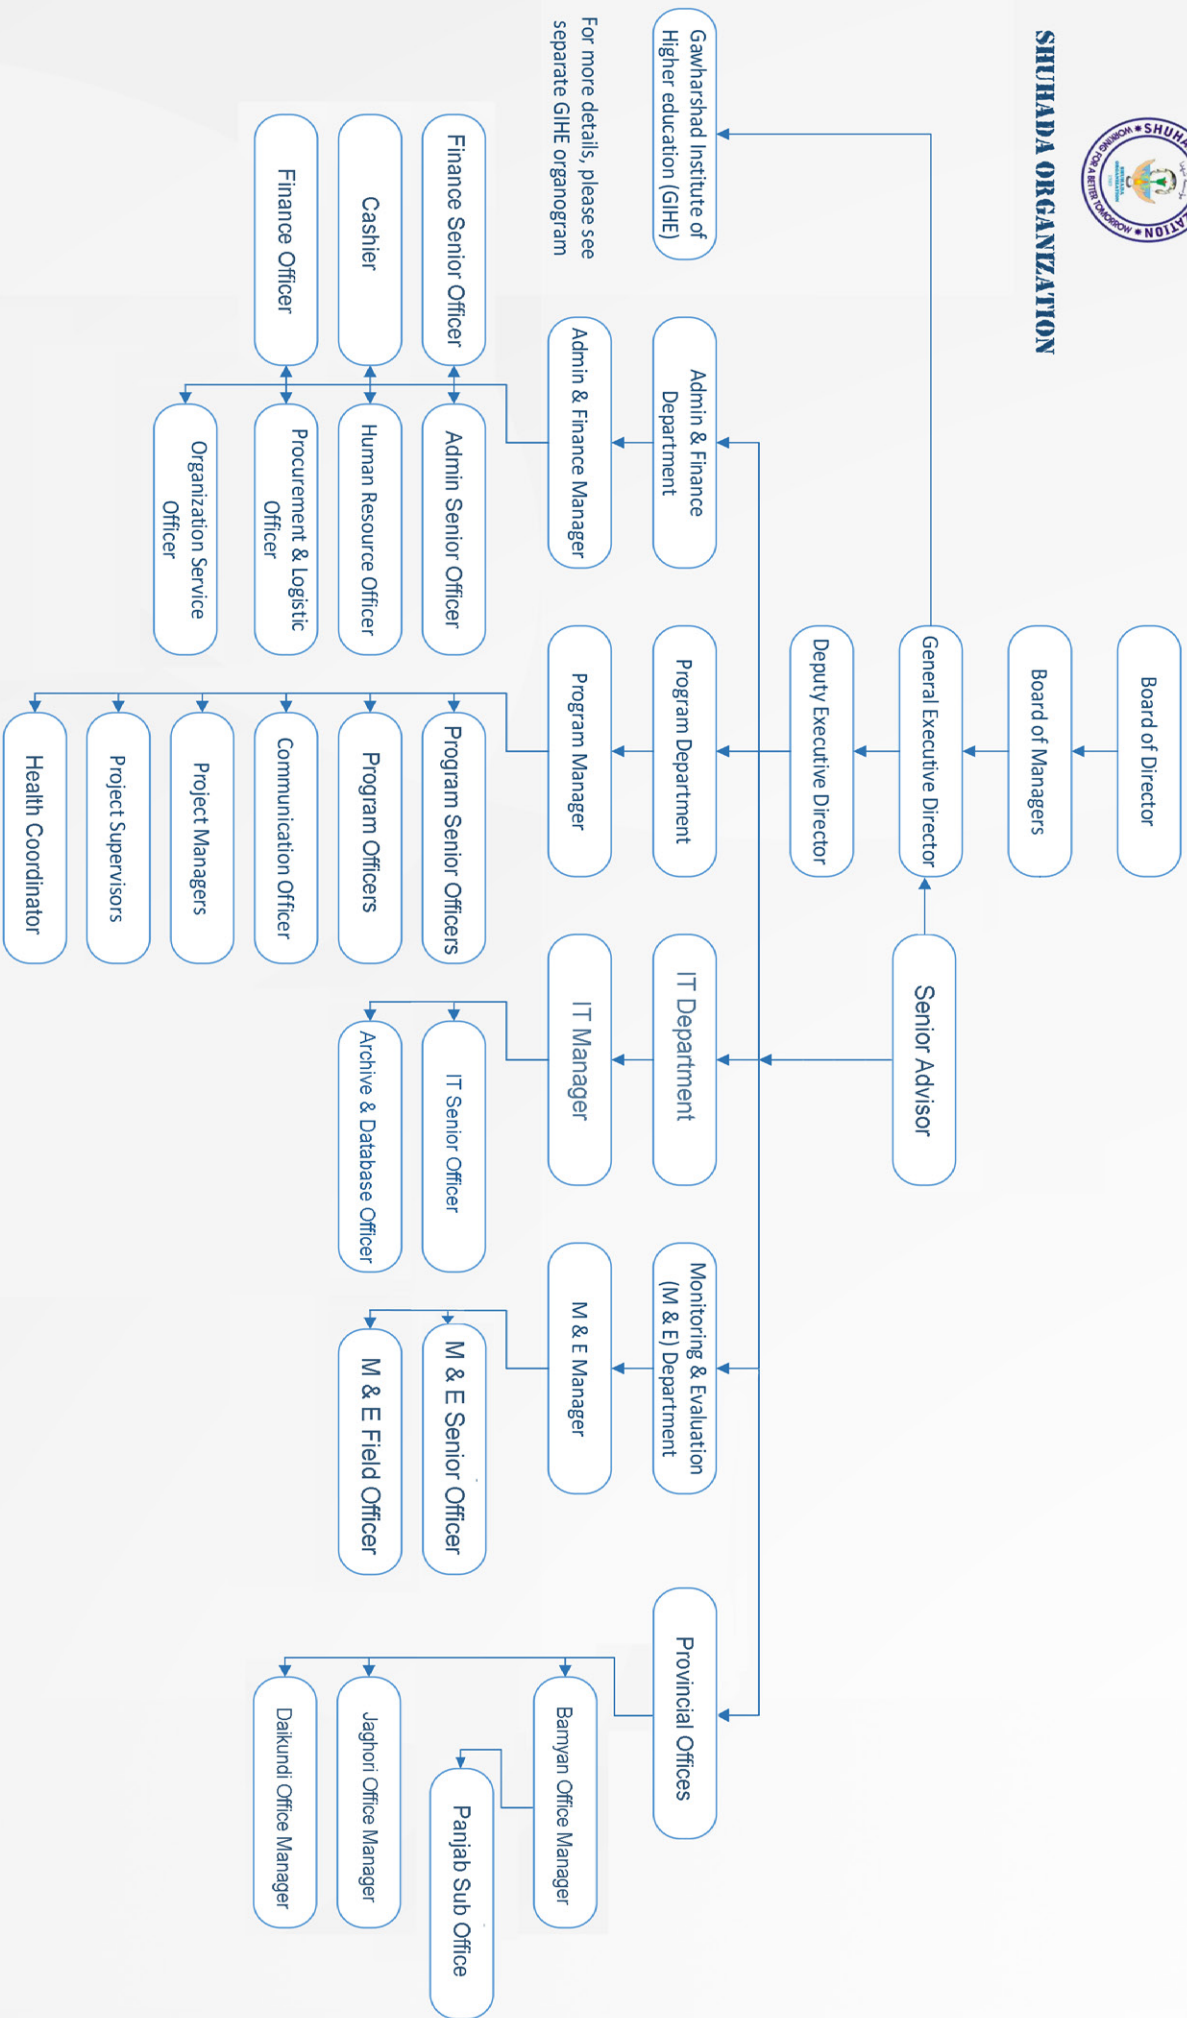 SHUHADA ORGANIZATION
WORKING FOR A BETTER TOMORROW
Board of Director
Board of Managers
General Executive Director
Senior Advisor
Deputy Executive Director
Gawharshad Institute of
Higher education (GIHE)
For more details, please see
separate GIHE organogram
Admin & Finance
Department
Program Department
IT Department
Monitoring & Evaluation
(M & E) Department
Provincial Offices
Admin & Finance Manager
Program Manager
IT Manager
M & E Manager
Finance Senior Officer
Cashier
Finance Officer
Admin Senior Officer
Human Resource Officer
Procurement & Logistic
Officer
Organization Service
Officer
Program Senior Officers
Program Officers
Communication Officer
Project Managers
Project Supervisors
Health Coordinator
IT Senior Officer
Archive & Database Officer
M & E Senior Officer
M & E Field Officer
Bamyan Office Manager
Panjab Sub Office
Jaghori Office Manager
Daikundi Office Manager